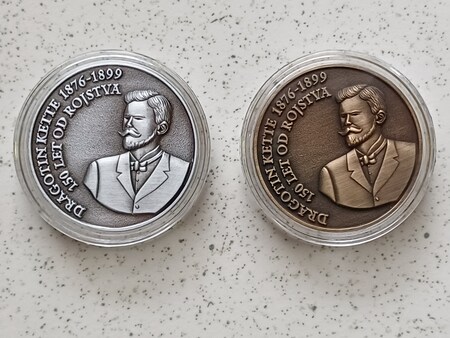 DRAGOTIN KETTE 1876-1899
150 LET OD ROJSTVA
DRAGOTIN KETTE 1876-1899
150 LET OD ROJSTVA